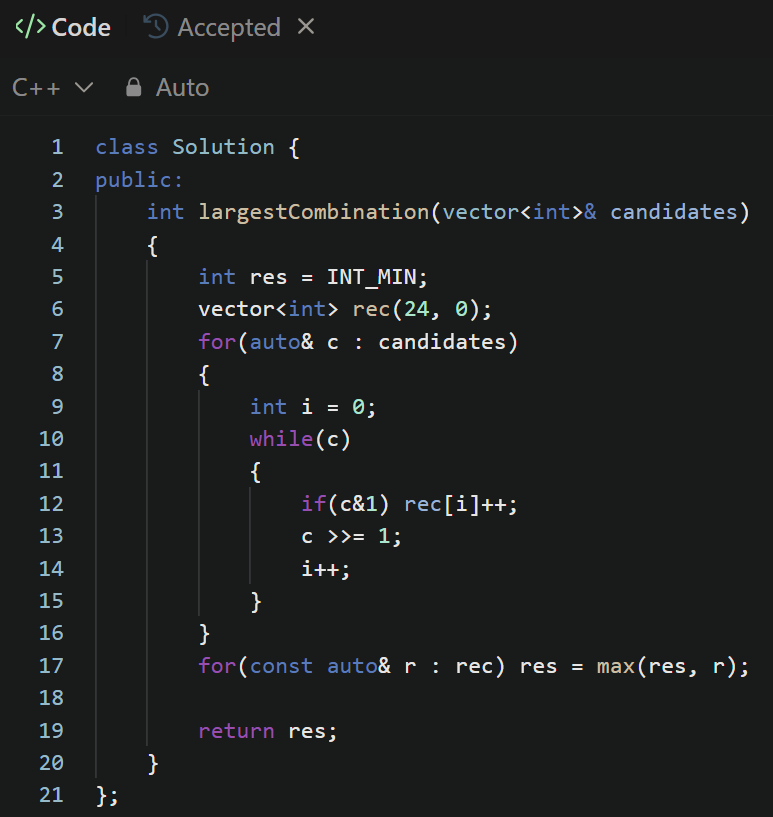 </> Code Accepted ×
C++ Auto
1 class Solution {
2 public:
3 int largestCombination(vector<int>& candidates)
4 {
5 int res = INT_MIN;
6 vector<int> rec(24, 0);
7 for(auto& c : candidates)
8 {
9 int i = 0;
10 while(c)
11 {
12 if(c&1) rec[i]++;
13 c >>= 1;
14 i++;
15 }
16 }
17 for(const auto& r : rec) res = max(res, r);
18
19 return res;
20 }
21 };